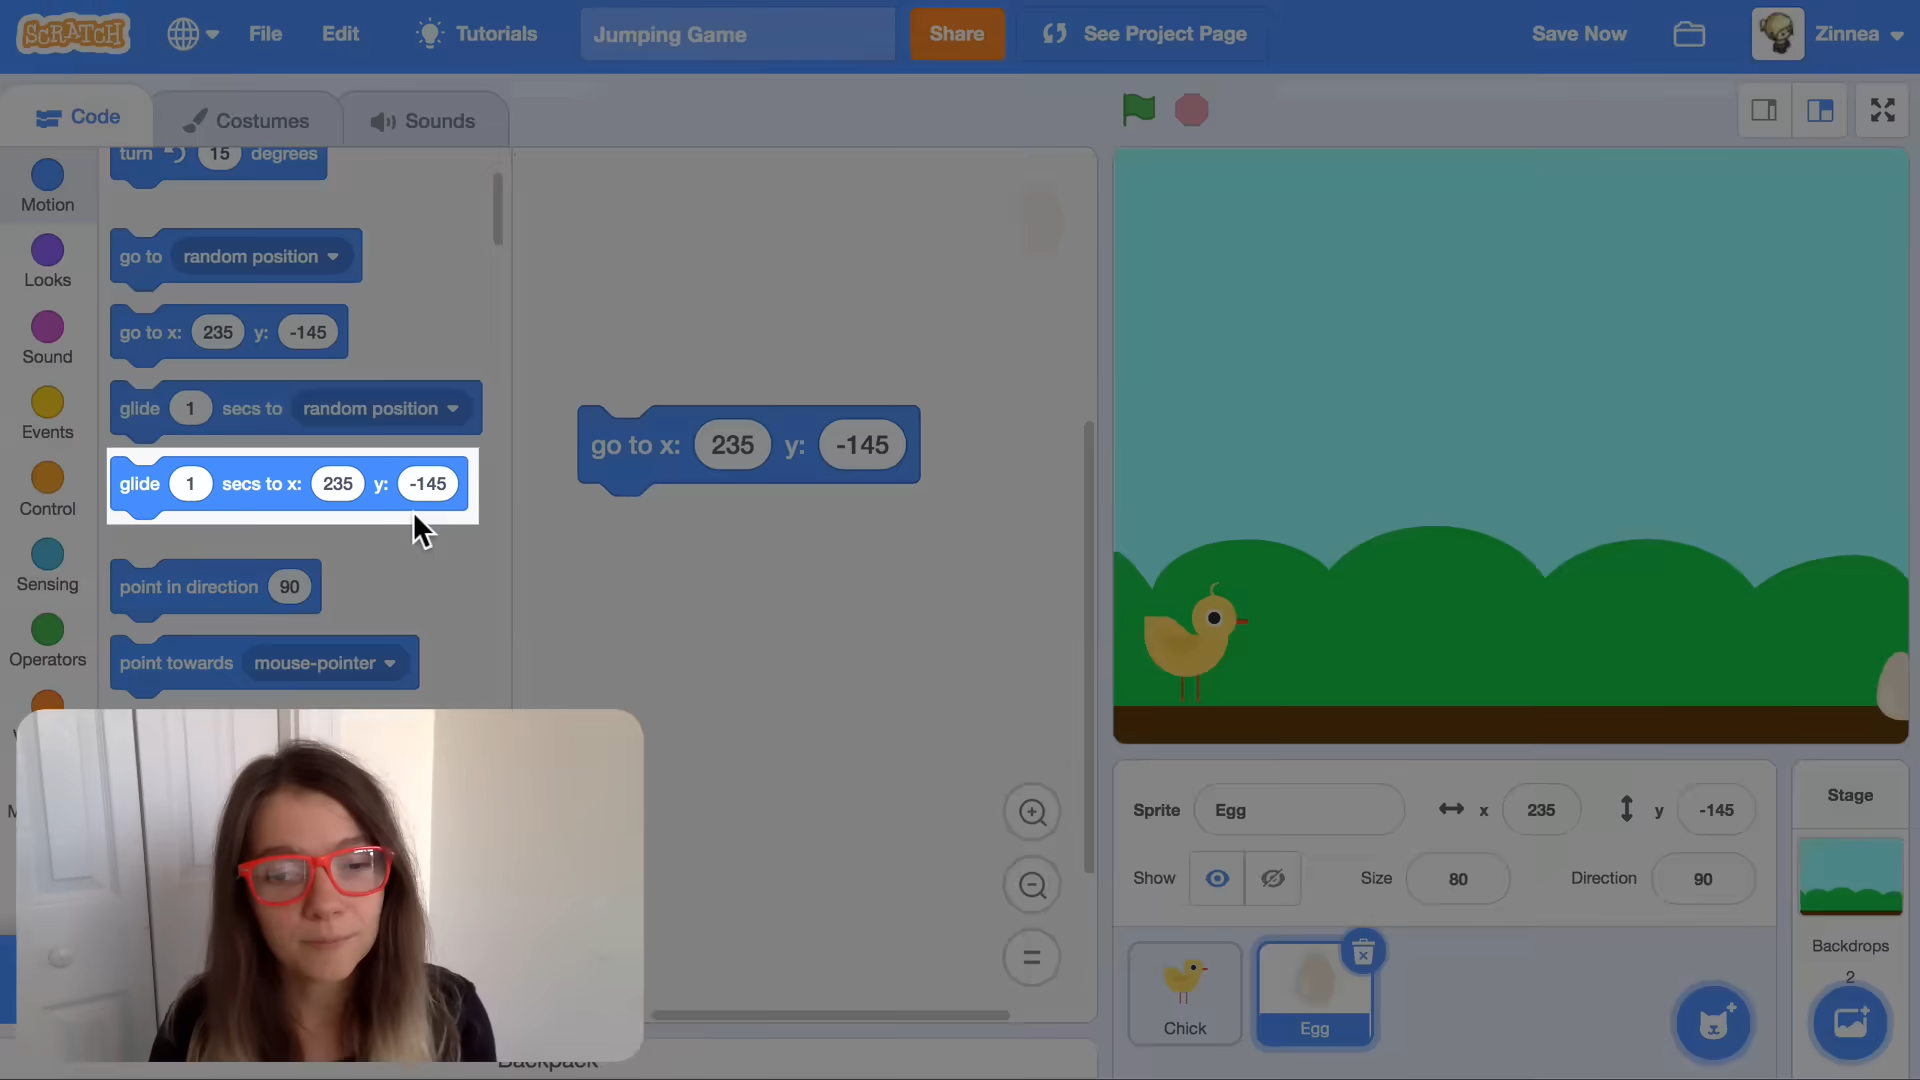 SCRATCH
File
Edit
Tutorials
Jumping Game
Share
See Project Page
Save Now
Zinnea
Code
Costumes
Sounds
Motion
Looks
Sound
Events
Control
Sensing
Operators
turn 15 degrees
go to random position
go to x: 235 y: -145
glide 1 secs to random position
glide 1 secs to x: 235 y: -145
point in direction 90
point towards mouse-pointer
go to x: 235 y: -145
Sprite Egg x 235 y -145
Show Size 80 Direction 90
Chick
Egg
Stage
Backdrops
2
Backpack